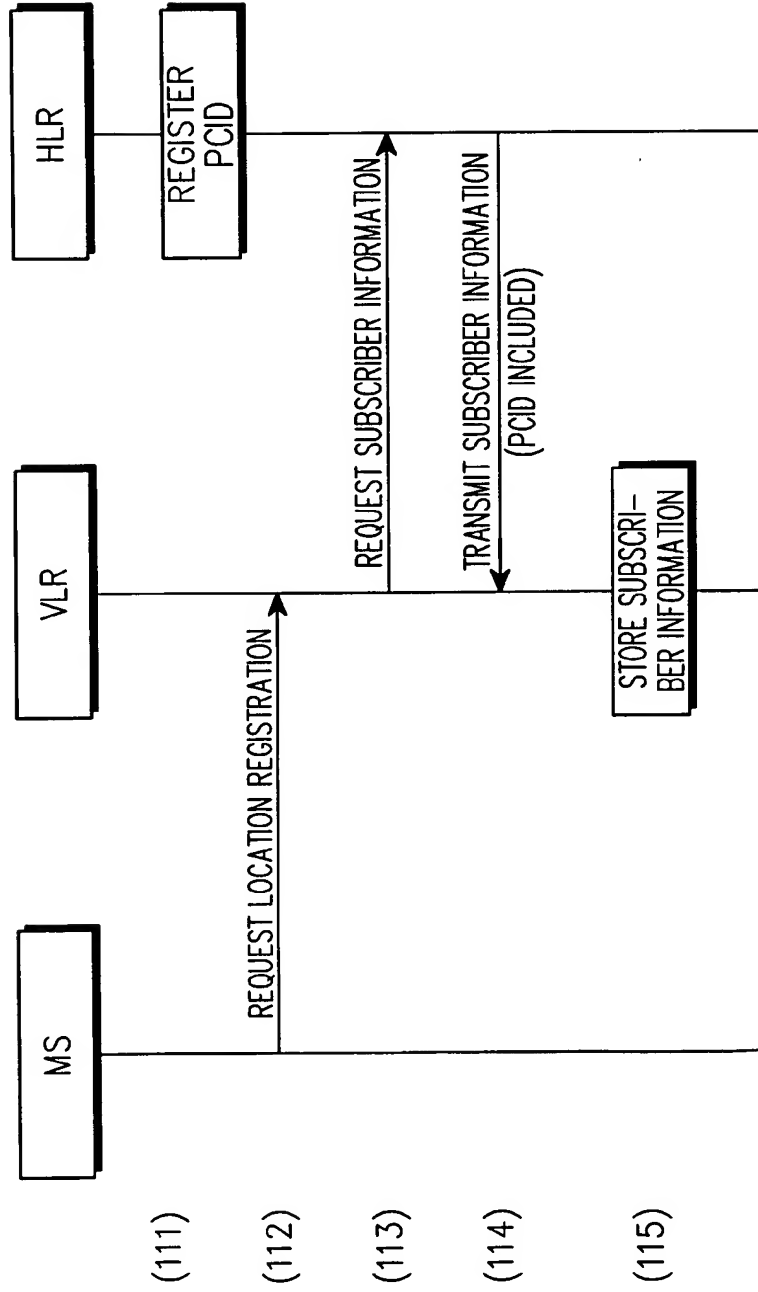 MS
VLR
HLR
(111)
REGISTER
PCID
(112)
REQUEST LOCATION REGISTRATION
(113)
REQUEST SUBSCRIBER INFORMATION
(114)
TRANSMIT SUBSCRIBER INFORMATION
(PCID INCLUDED)
(115)
STORE SUBSCRI-
BER INFORMATION